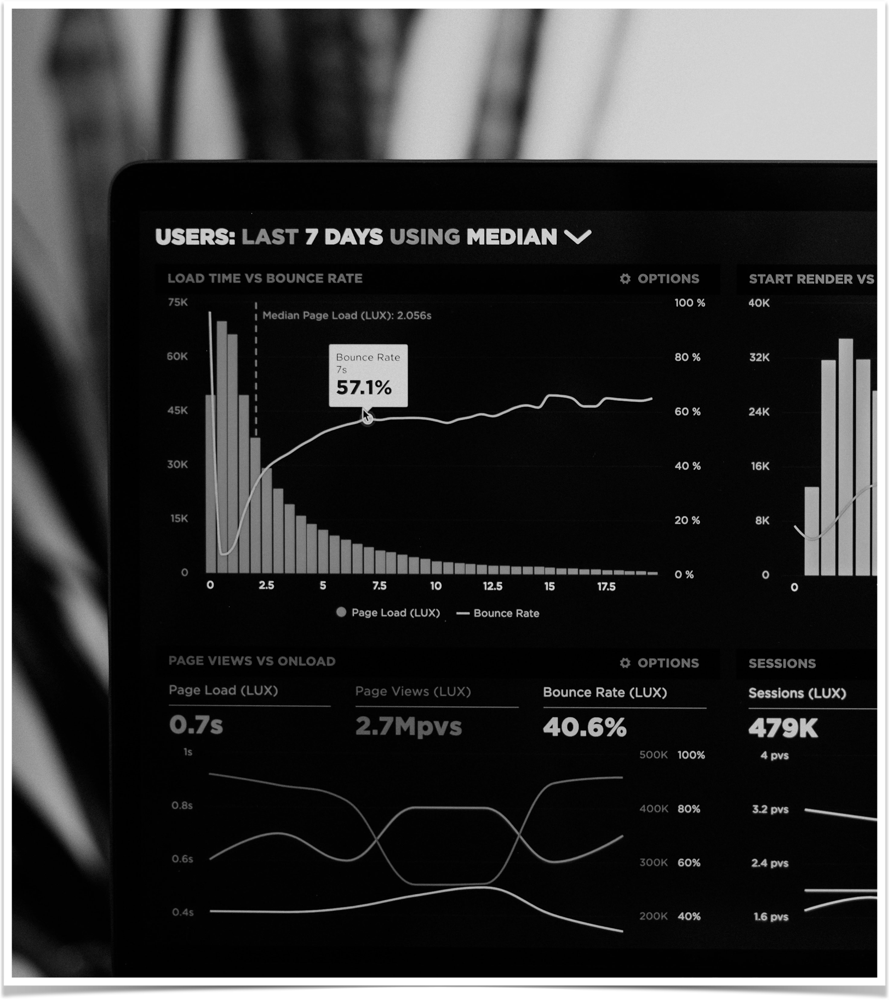 USERS: LAST 7 DAYS USING MEDIAN
LOAD TIME VS BOUNCE RATE
OPTIONS
75K
60K
45K
30K
15K
0
Median Page Load (LUX): 2.056s
Bounce Rate
7s
57.1%
100 %
80 %
60 %
40 %
20 %
0 %
0 2.5 5 7.5 10 12.5 15 17.5
Page Load (LUX) Bounce Rate
START RENDER VS
40K
32K
24K
16K
8K
0
0
PAGE VIEWS VS ONLOAD
OPTIONS
Page Load (LUX)
0.7s
Page Views (LUX)
2.7Mpvs
Bounce Rate (LUX)
40.6%
1s
0.8s
0.6s
0.4s
500K 100%
400K 80%
300K 60%
200K 40%
SESSIONS
Sessions (LUX)
479K
4 pvs
3.2 pvs
2.4 pvs
1.6 pvs